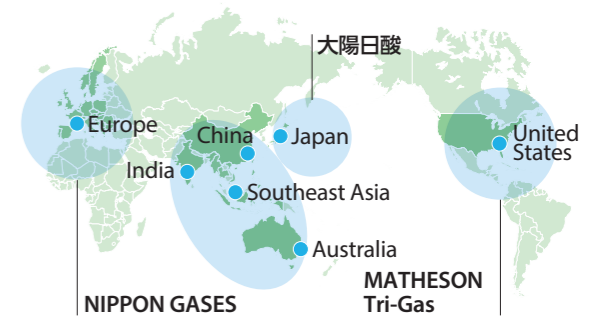 大陽日酸
Europe
China
Japan
United
States
India
Southeast Asia
Australia
MATHESON
Tri-Gas
NIPPON GASES